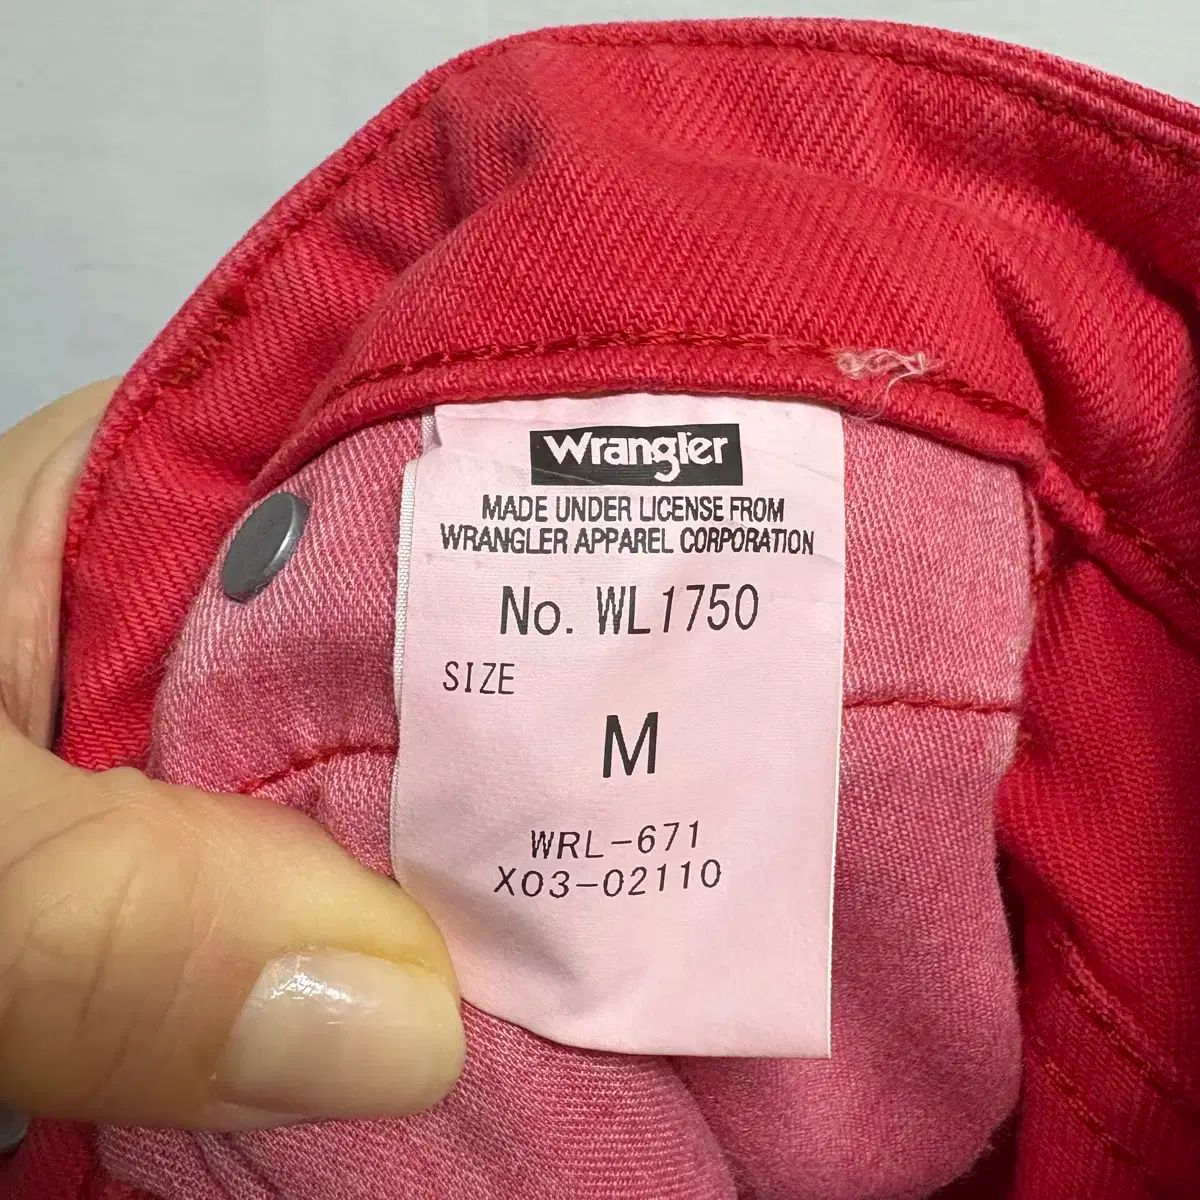 Wrangler
MADE UNDER LICENSE FROM
WRANGLER APPAREL CORPORATION
No. WL1750
SIZE
M
WRL-671
X03-02110